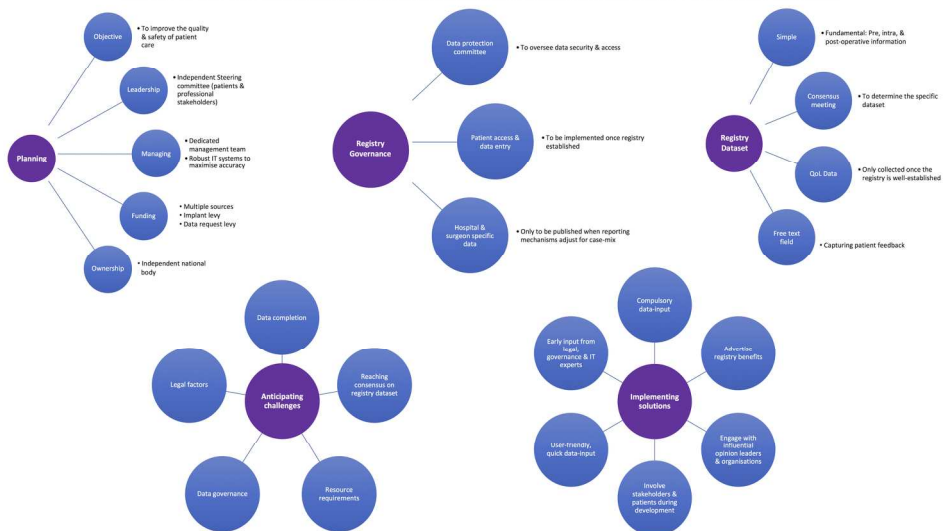 Planning
Objective
• To improve the quality
& safety of patient
care
Leadership
• Independent Steering
committee (patients &
professional
stakeholders)
Managing
• Dedicated
management team
• Robust IT systems to
maximise accuracy
Funding
• Multiple sources
• Implant levy
• Data request levy
Ownership
• Independent national
body
Registry
Governance
Data protection
committee
• To oversee data security & access
Patient access &
data entry
• To be implemented once registry
established
Hospital &
surgeon specific
data
• Only to be published when reporting
mechanisms adjust for case-mix
Registry
Dataset
Simple
• Fundamental: Pre, intra, &
post-operative information
Consensus
meeting
• To determine the specific
dataset
QoL Data
• Only collected once the
registry is well-established
Free text
field
• Capturing patient feedback
Anticipating
challenges
Data completion
Reaching
consensus on
registry dataset
Resource
requirements
Data governance
Legal factors
Implementing
solutions
Compulsory
data-input
Advertise
registry benefits
Engage with
influential
opinion leaders
& organisations
Involve
stakeholders &
patients during
development
User-friendly,
quick data-input
Early input from
legal,
governance & IT
experts